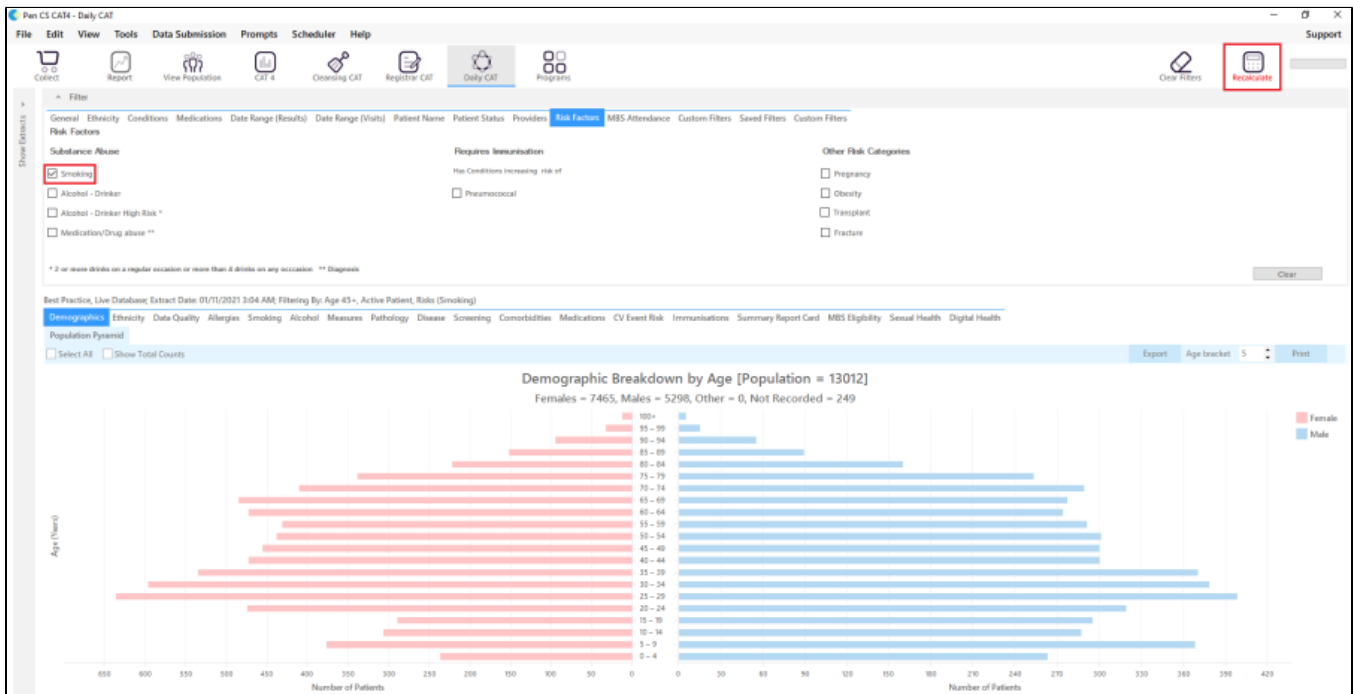 Pen CS CAT4 - Daily CAT
File Edit View Tools Data Submission Prompts Scheduler Help Support
Collect Report View Population CAT 4 Cleansing CAT Registrar CAT Daily CAT Programs Clear Filters Recalculate
Filter
Show Extracts
General Ethnicity Conditions Medications Date Range (Results) Date Range (Visits) Patient Name Patient Status Providers Risk Factors MBS Attendance Custom Filters Saved Filters Custom Filters
Risk Factors
Substance Abuse Requires Immunisation Other Risk Categories
Smoking Has Conditions increasing risk of Pregnancy
Alcohol - Drinker Pneumococcal Obesity
Alcohol - Drinker High Risk * Transplant
Medication/Drug abuse ** Fracture
* 2 or more drinks on a regular occasion or more than 4 drinks on any occcasion ** Diagnosis
Clear
Best Practice, Live Database; Extract Date: 01/11/2021 3:04 AM; Filtering By: Age 45+, Active Patient, Risks (Smoking)
Demographics Ethnicity Data Quality Allergies Smoking Alcohol Measures Pathology Disease Screening Comorbidities Medications CV Event Risk Immunisations Summary Report Card MBS Eligibility Sexual Health Digital Health
Population Pyramid
Select All Show Total Counts Export Age bracket 5 Print
Demographic Breakdown by Age [Population = 13012]
Females = 7465, Males = 5298, Other = 0, Not Recorded = 249
Female
Male
Age (Years)
100+
95 – 99
90 – 94
85 – 89
80 – 84
75 – 79
70 – 74
65 – 69
60 – 64
55 – 59
50 – 54
45 – 49
40 – 44
35 – 39
30 – 34
25 – 29
20 – 24
15 – 19
10 – 14
5 – 9
0 – 4
650 600 550 500 450 400 350 300 250 200 150 100 50 0 0 30 60 90 120 150 180 210 240 270 300 330 360 390 420
Number of Patients Number of Patients